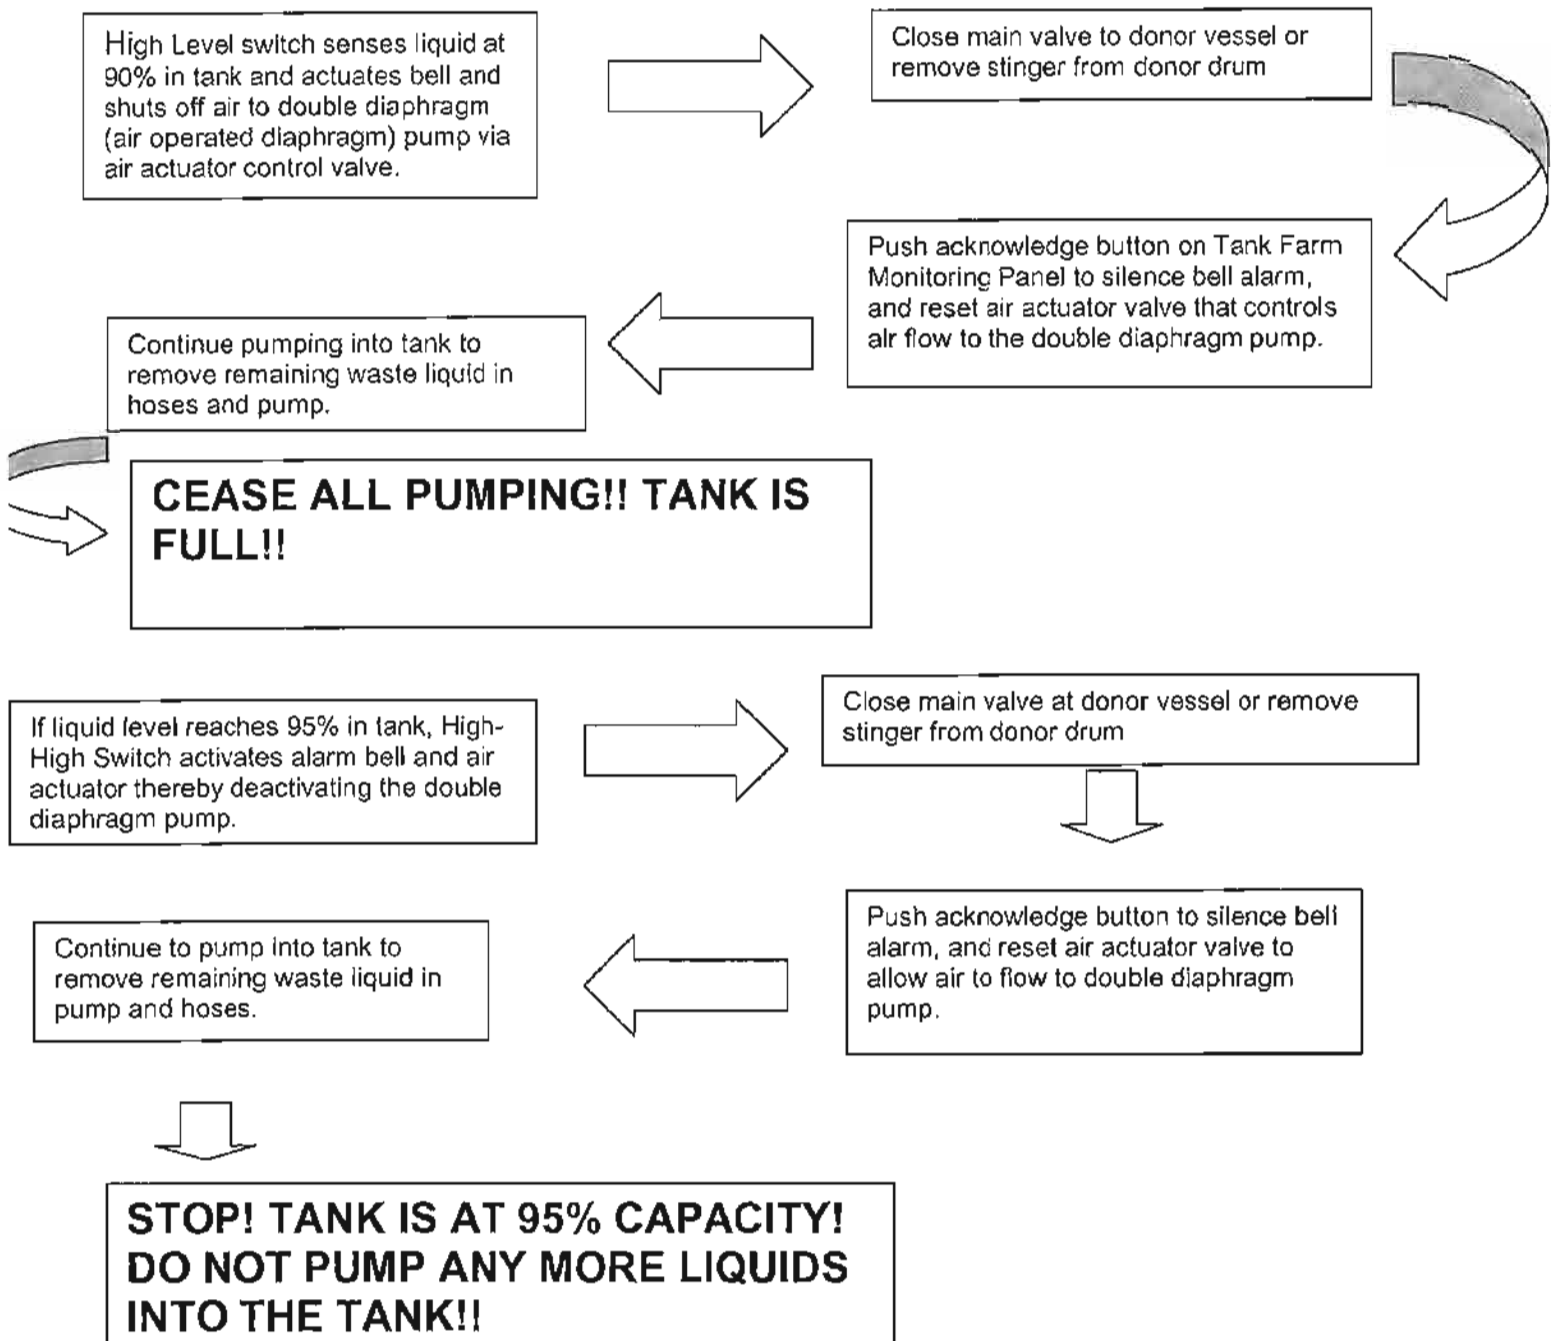 High Level switch senses liquid at
90% in tank and actuates bell and
shuts off air to double diaphragm
(air operated diaphragm) pump via
air actuator control valve.
Close main valve to donor vessel or
remove stinger from donor drum
Push acknowledge button on Tank Farm
Monitoring Panel to silence bell alarm,
and reset air actuator valve that controls
air flow to the double diaphragm pump.
Continue pumping into tank to
remove remaining waste liquid in
hoses and pump.
CEASE ALL PUMPING!! TANK IS
FULL!!
If liquid level reaches 95% in tank, High-
High Switch activates alarm bell and air
actuator thereby deactivating the double
diaphragm pump.
Close main valve at donor vessel or remove
stinger from donor drum
Push acknowledge button to silence bell
alarm, and reset air actuator valve to
allow air to flow to double diaphragm
pump.
Continue to pump into tank to
remove remaining waste liquid in
pump and hoses.
STOP! TANK IS AT 95% CAPACITY!
DO NOT PUMP ANY MORE LIQUIDS
INTO THE TANK!!